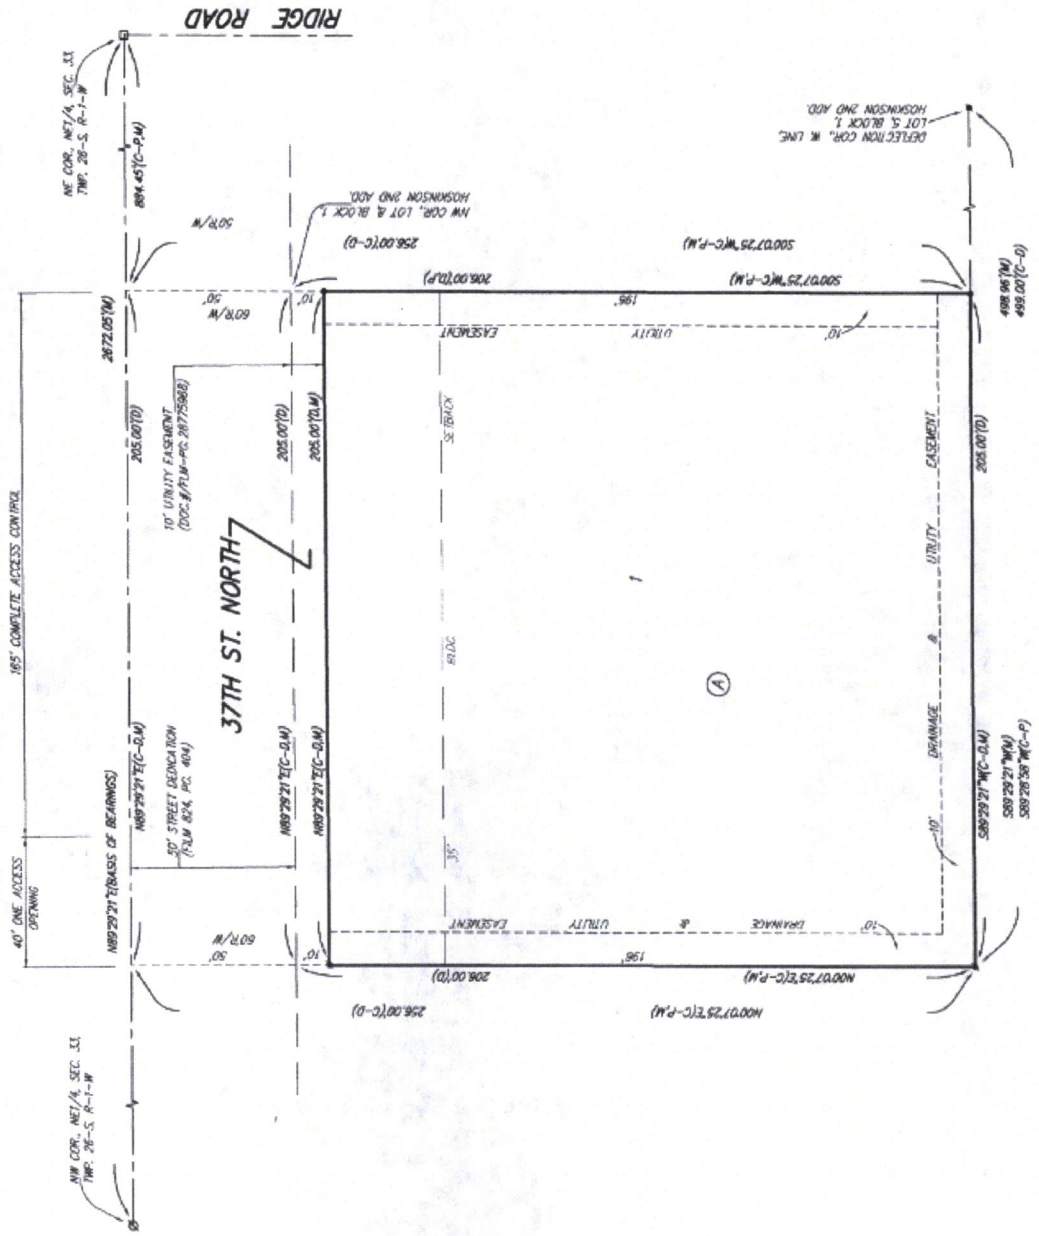 RIDGE ROAD
NE COR., NE1/4, SEC. 33,
TWP. 26-S, R-1-W
884.45'(C-P,M)
50'R/W
NW COR., LOT 8, BLOCK 1,
HOSKINSON 2ND ADD.
DEFLECTION COR., W. LINE,
LOT 5, BLOCK 1,
HOSKINSON 2ND ADD.
256.00'(C-D)
S00°07'25"W(C-P,M)
206.00'(D,P)
S00°07'25"W(C-P,M)
498.96'(M)
499.00'(C-D)
50'
60'R/W
10'
196'
UTILITY EASEMENT
10'
2672.05'(M)
205.00'(D)
10' UTILITY EASEMENT
(DOC.#/FLM-PG: 28775988)
205.00'(D)
205.00'(D,M)
205.00'(D)
165' COMPLETE ACCESS CONTROL
40' ONE ACCESS
OPENING
37TH ST. NORTH
35' BLDG. SETBACK
1
A
10' DRAINAGE & UTILITY EASEMENT
N89°29'21"E(BASIS OF BEARINGS)
N89°29'21"E(C-D,M)
50' STREET DEDICATION
(FILM 824, PG. 404)
N89°29'21"E(C-D,M)
N89°29'21"E(C-D,M)
S89°29'21"W(C-D,M)
S89°29'21"W(M)
S89°28'58"W(C-P)
10' DRAINAGE & UTILITY EASEMENT
50'
60'R/W
10'
196'
206.00'(D)
N00°07'25"E(C-P,M)
256.00'(C-D)
N00°07'25"E(C-P,M)
NW COR., NE1/4, SEC. 33,
TWP. 26-S, R-1-W